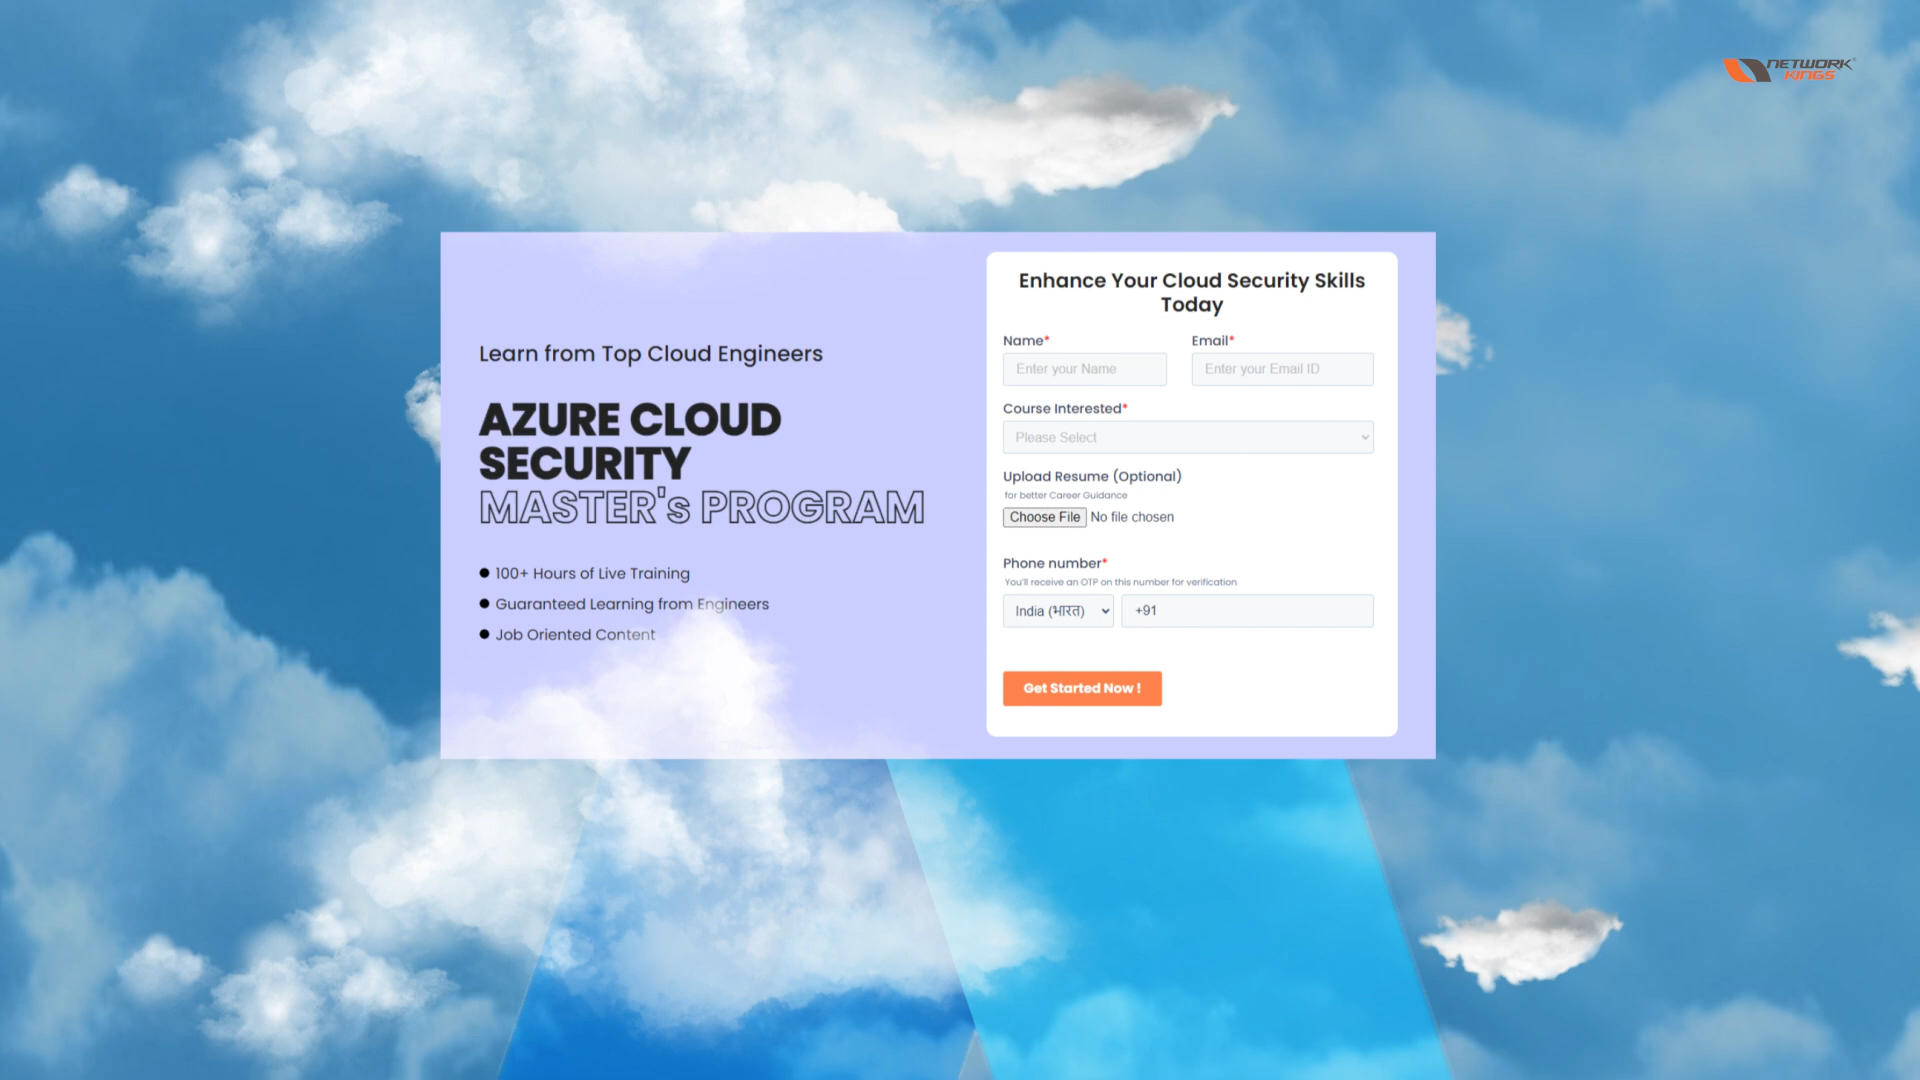 NETWORK
KINGS
Learn from Top Cloud Engineers
AZURE CLOUD
SECURITY
MASTER's PROGRAM
100+ Hours of Live Training
Guaranteed Learning from Engineers
Job Oriented Content
Enhance Your Cloud Security Skills
Today
Name* Email*
Enter your Name Enter your Email ID
Course Interested*
Please Select
Upload Resume (Optional)
for better Career Guidance
Choose File No file chosen
Phone number*
You'll receive an OTP on this number for verification
India (भारत) +91
Get Started Now !